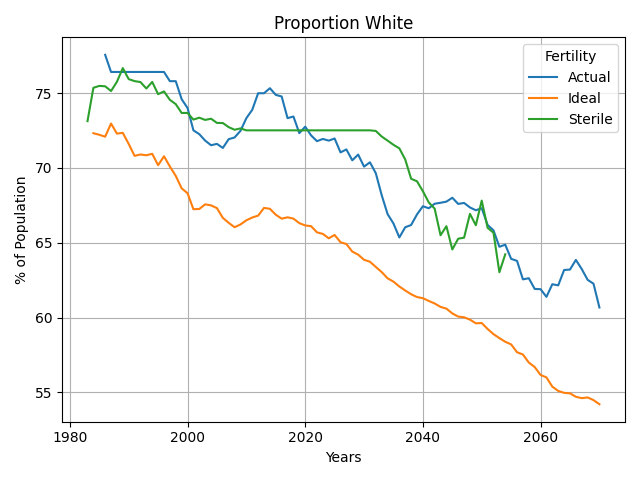 Proportion White
Fertility
Actual
Ideal
Sterile
% of Population
75
70
65
60
55
1980
2000
2020
2040
2060
Years